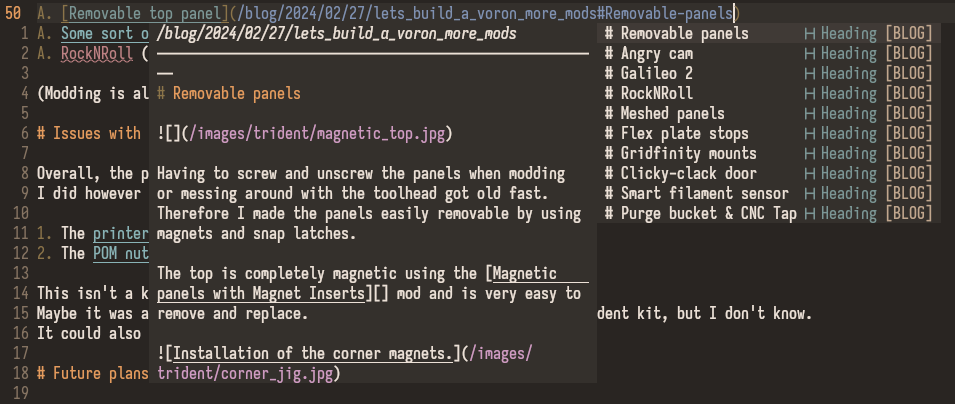 50 A. [Removable top panel](/blog/2024/02/27/lets_build_a_voron_more_mods#Removable-panels)
1 A. Some sort o
2 A. RockNRoll (
3
4 (Modding is al
5
6 # Issues with
7
8 Overall, the p
9 I did however
10
11 1. The printer
12 2. The POM nut
13
14 This isn't a k
15 Maybe it was a
dent kit, but I don't know.
16 It could also
17
18 # Future plans
19
/blog/2024/02/27/lets_build_a_voron_more_mods
# Removable panels
![](/images/trident/magnetic_top.jpg)
Having to screw and unscrew the panels when modding
or messing around with the toolhead got old fast.
Therefore I made the panels easily removable by using
magnets and snap latches.
The top is completely magnetic using the [Magnetic
panels with Magnet Inserts][] mod and is very easy to
remove and replace.
![Installation of the corner magnets.](/images/
trident/corner_jig.jpg)
# Removable panels H Heading [BLOG]
# Angry cam H Heading [BLOG]
# Galileo 2 H Heading [BLOG]
# RockNRoll H Heading [BLOG]
# Meshed panels H Heading [BLOG]
# Flex plate stops H Heading [BLOG]
# Gridfinity mounts H Heading [BLOG]
# Clicky-clack door H Heading [BLOG]
# Smart filament sensor H Heading [BLOG]
# Purge bucket & CNC Tap H Heading [BLOG]